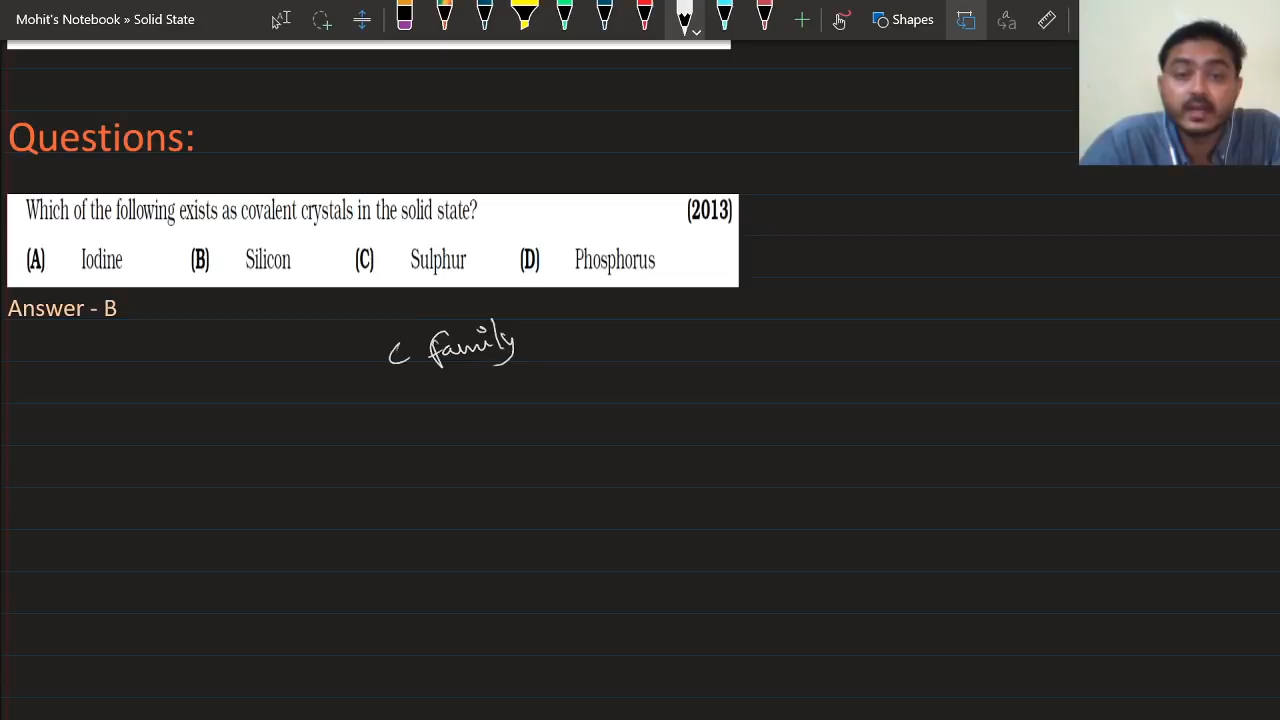 Mohit's Notebook » Solid State
Shapes
Questions:
Which of the following exists as covalent crystals in the solid state? (2013)
(A) Iodine (B) Silicon (C) Sulphur (D) Phosphorus
Answer - B
C family